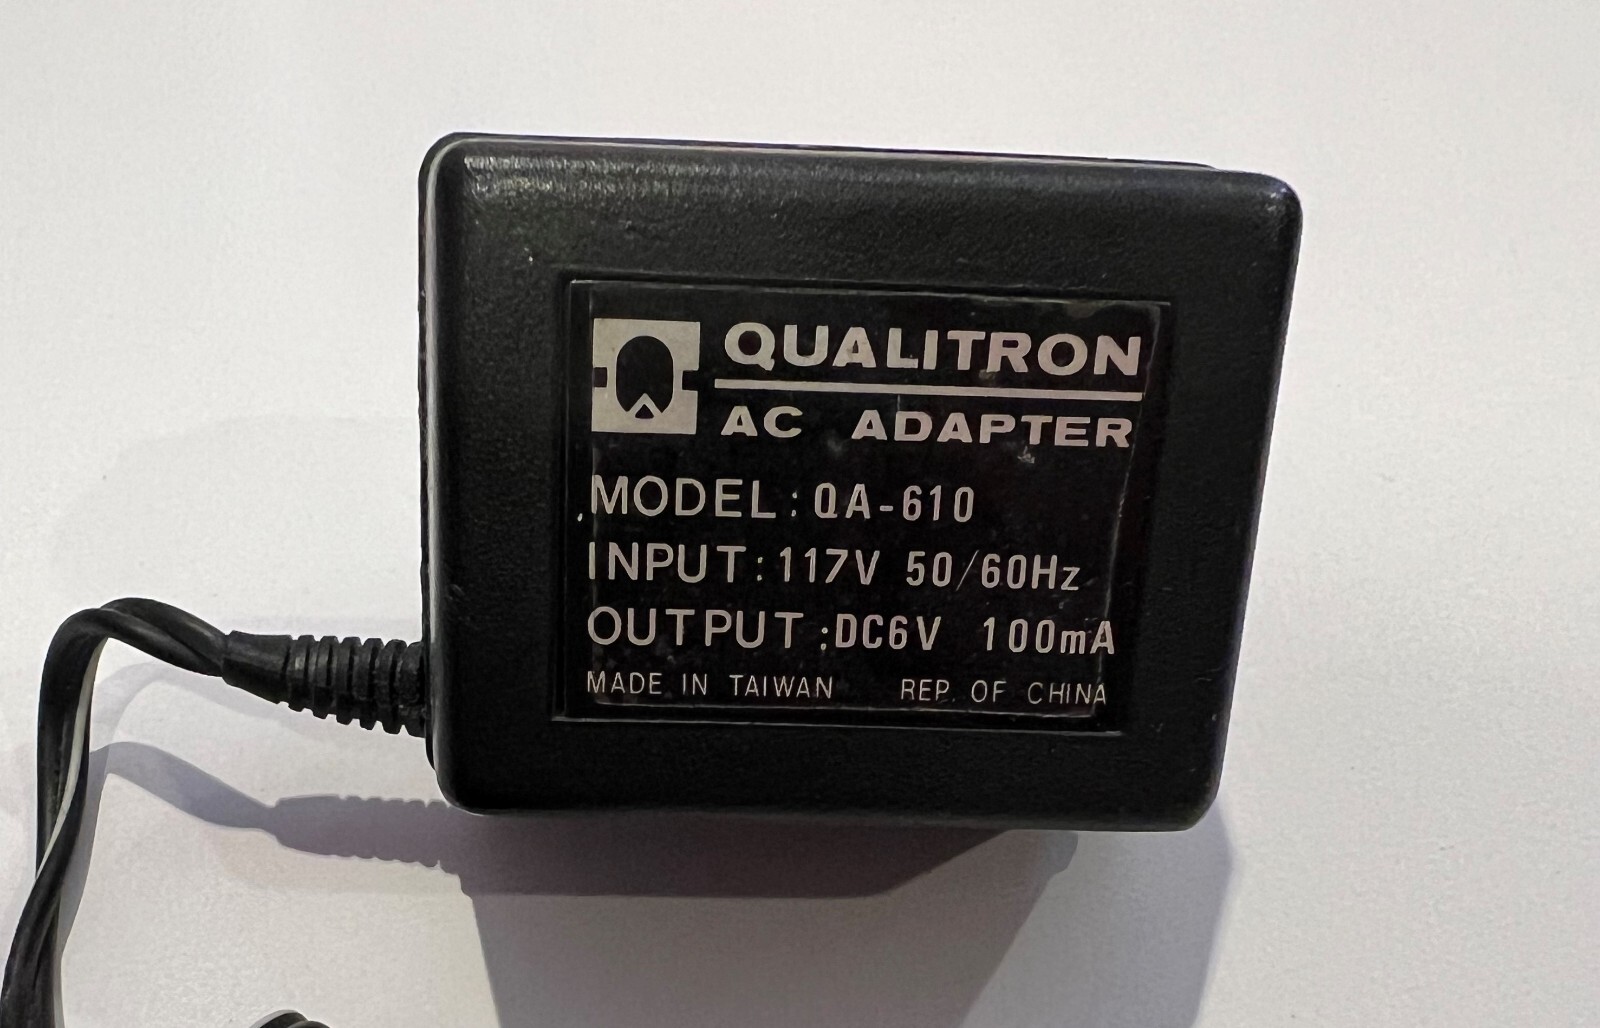 QUALITRON
AC ADAPTER
MODEL: QA-610
INPUT: 117V 50/60Hz
OUTPUT: DC6V 100mA
MADE IN TAIWAN REP. OF CHINA